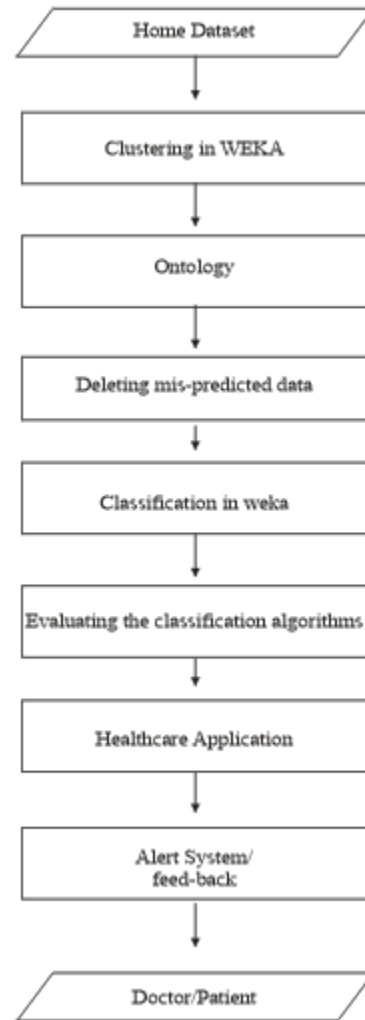 Home Dataset
Clustering in WEKA
Ontology
Deleting mis-predicted data
Classification in weka
Evaluating the classification algorithms
Healthcare Application
Alert System/
feed-back
Doctor/Patient